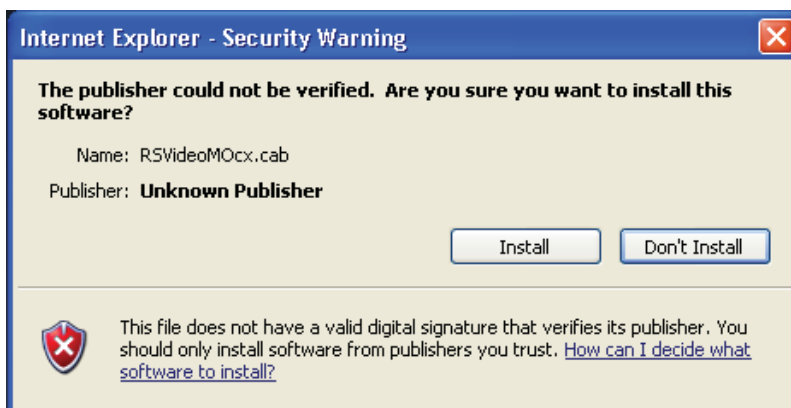 Internet Explorer - Security Warning
The publisher could not be verified. Are you sure you want to install this
software?
Name: RSVideoMOcx.cab
Publisher: Unknown Publisher
Install Don't Install
This file does not have a valid digital signature that verifies its publisher. You
should only install software from publishers you trust. How can I decide what
software to install?